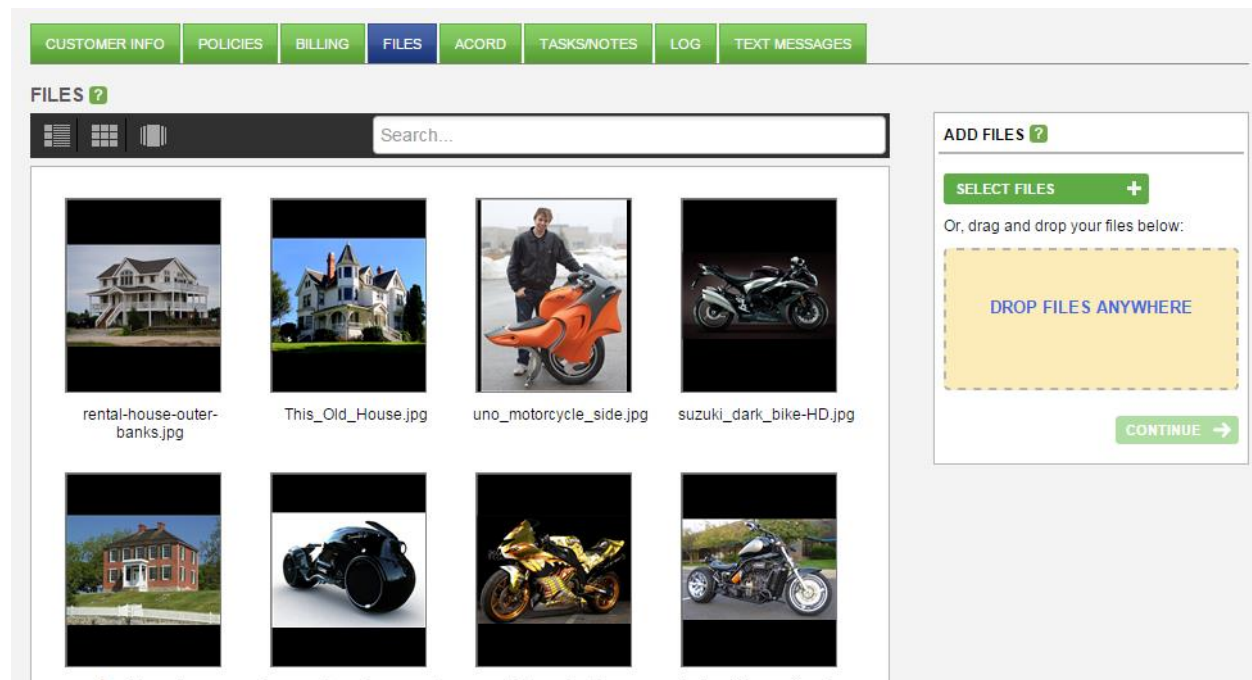 CUSTOMER INFO POLICIES BILLING FILES ACORD TASKS/NOTES LOG TEXT MESSAGES
FILES ?
Search...
rental-house-outer-
banks.jpg
This_Old_House.jpg
uno_motorcycle_side.jpg
suzuki_dark_bike-HD.jpg
ADD FILES ?
SELECT FILES +
Or, drag and drop your files below:
DROP FILES ANYWHERE
CONTINUE →